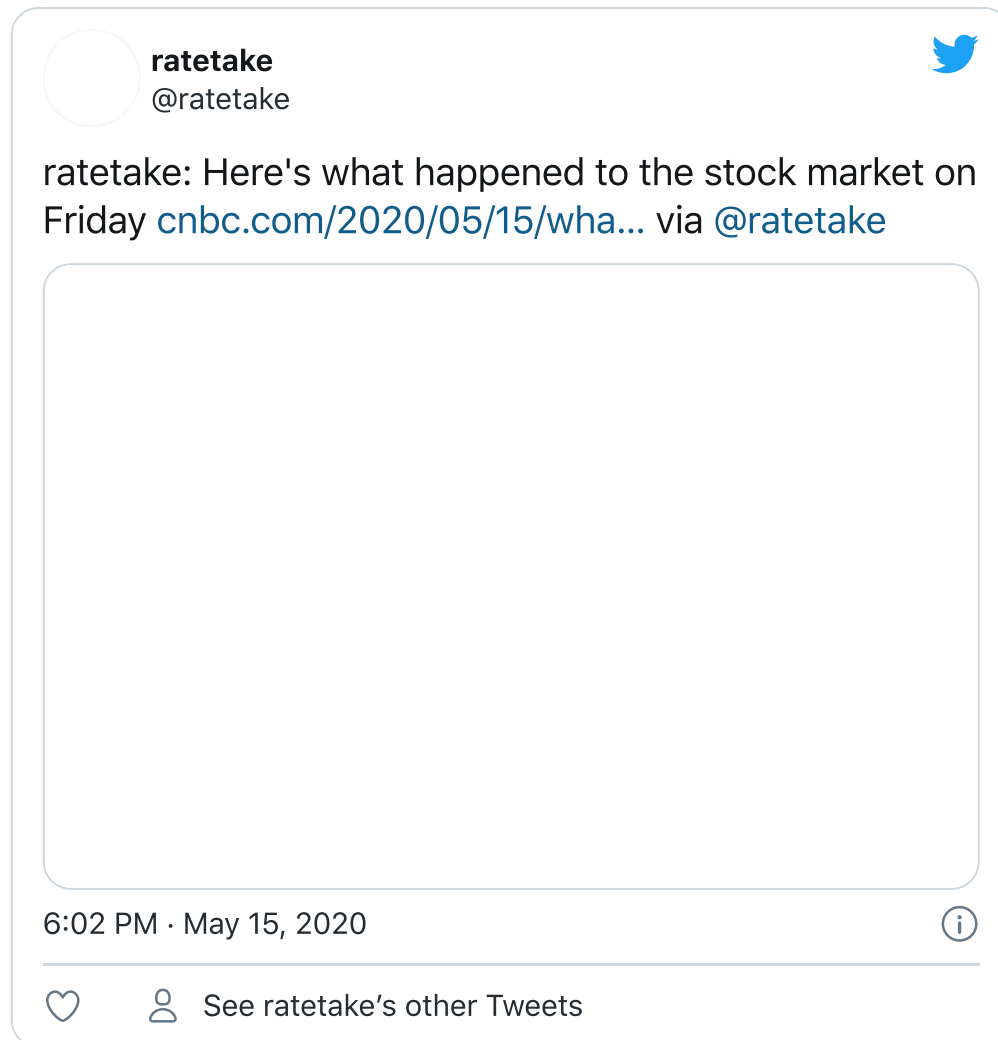 ratetake
@ratetake
ratetake: Here's what happened to the stock market on
Friday cnbc.com/2020/05/15/wha... via @ratetake
6:02 PM · May 15, 2020
See ratetake’s other Tweets